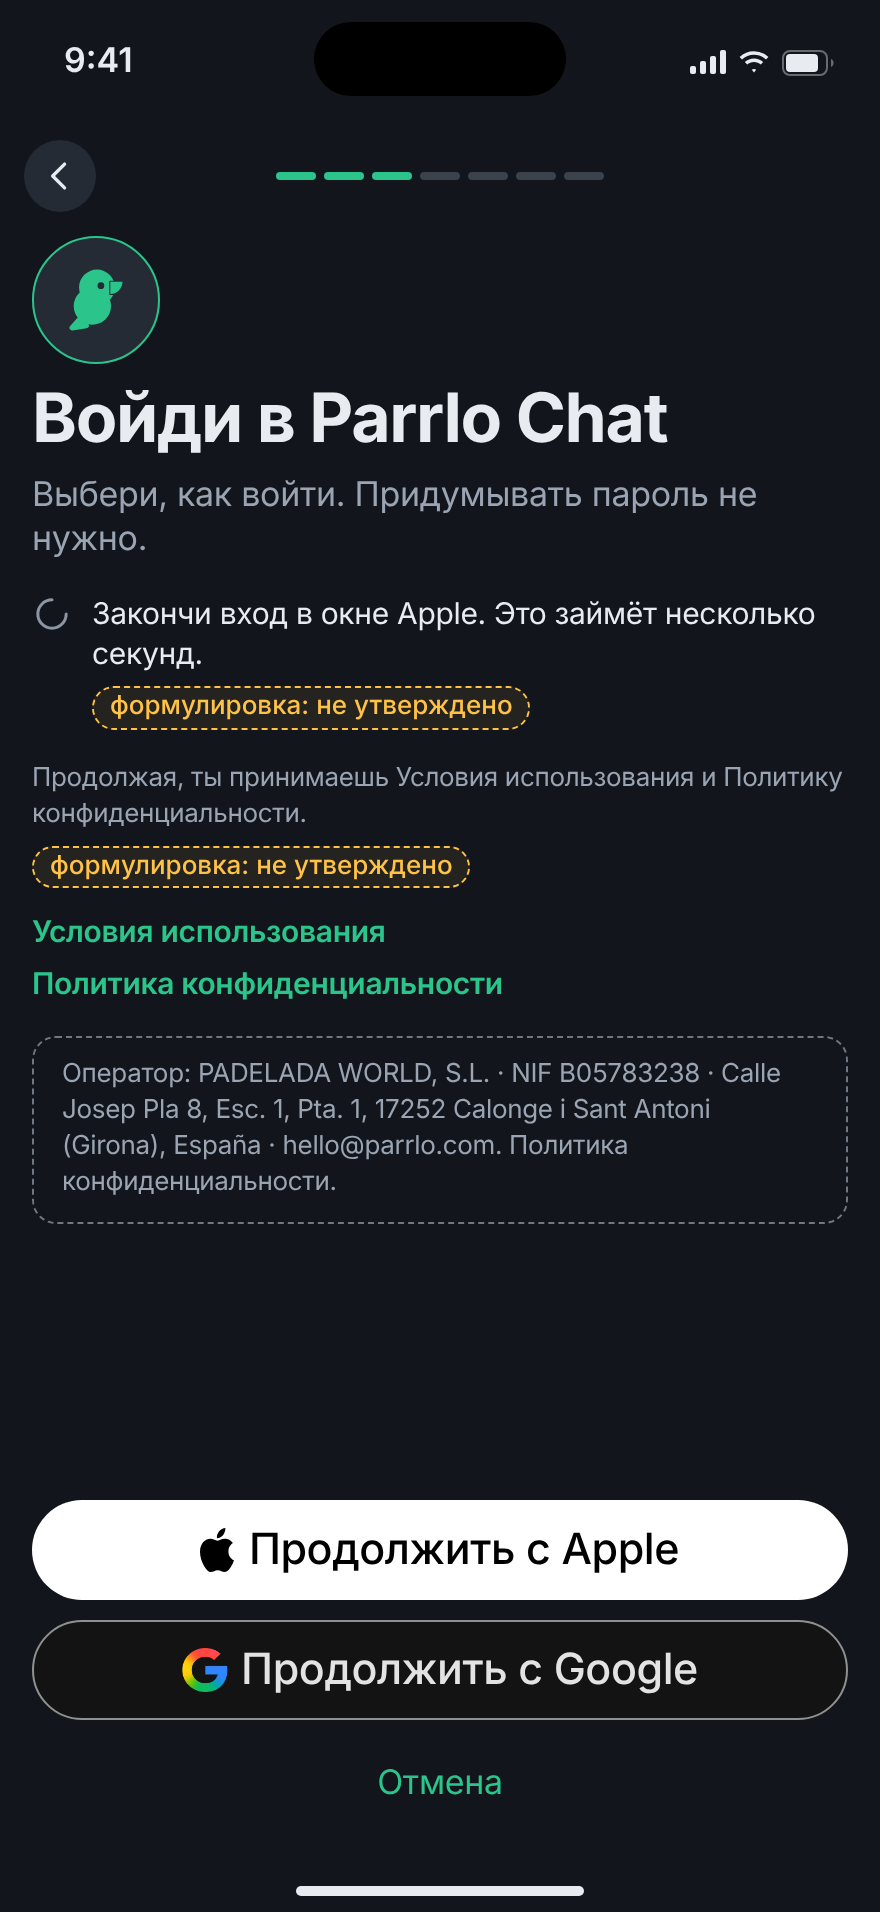 9:41
Войди в Parrlo Chat
Выбери, как войти. Придумывать пароль не
нужно.
Закончи вход в окне Apple. Это займёт несколько
секунд.
формулировка: не утверждено
Продолжая, ты принимаешь Условия использования и Политику
конфиденциальности.
формулировка: не утверждено
Условия использования
Политика конфиденциальности
Оператор: PADELADA WORLD, S.L. · NIF B05783238 · Calle
Josep Pla 8, Esc. 1, Pta. 1, 17252 Calonge i Sant Antoni
(Girona), España · hello@parrlo.com. Политика
конфиденциальности.
Продолжить с Apple
Продолжить с Google
Отмена